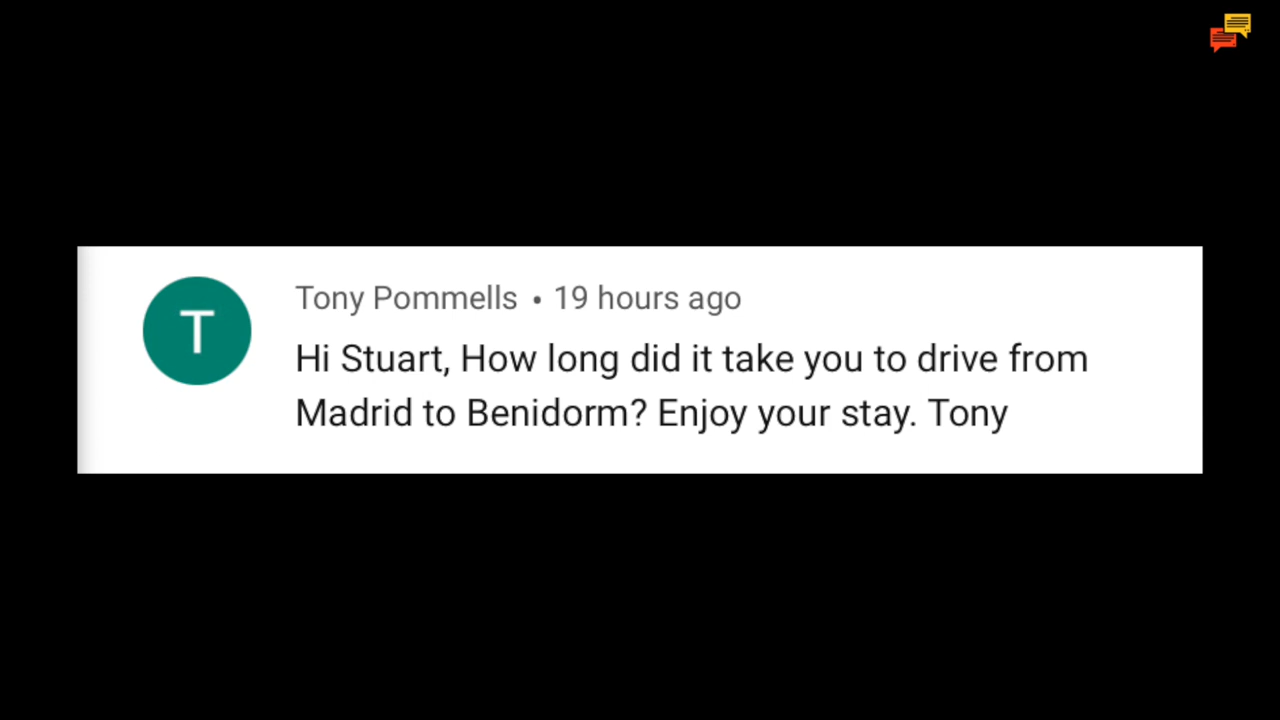 Tony Pommells • 19 hours ago
T
Hi Stuart, How long did it take you to drive from
Madrid to Benidorm? Enjoy your stay. Tony